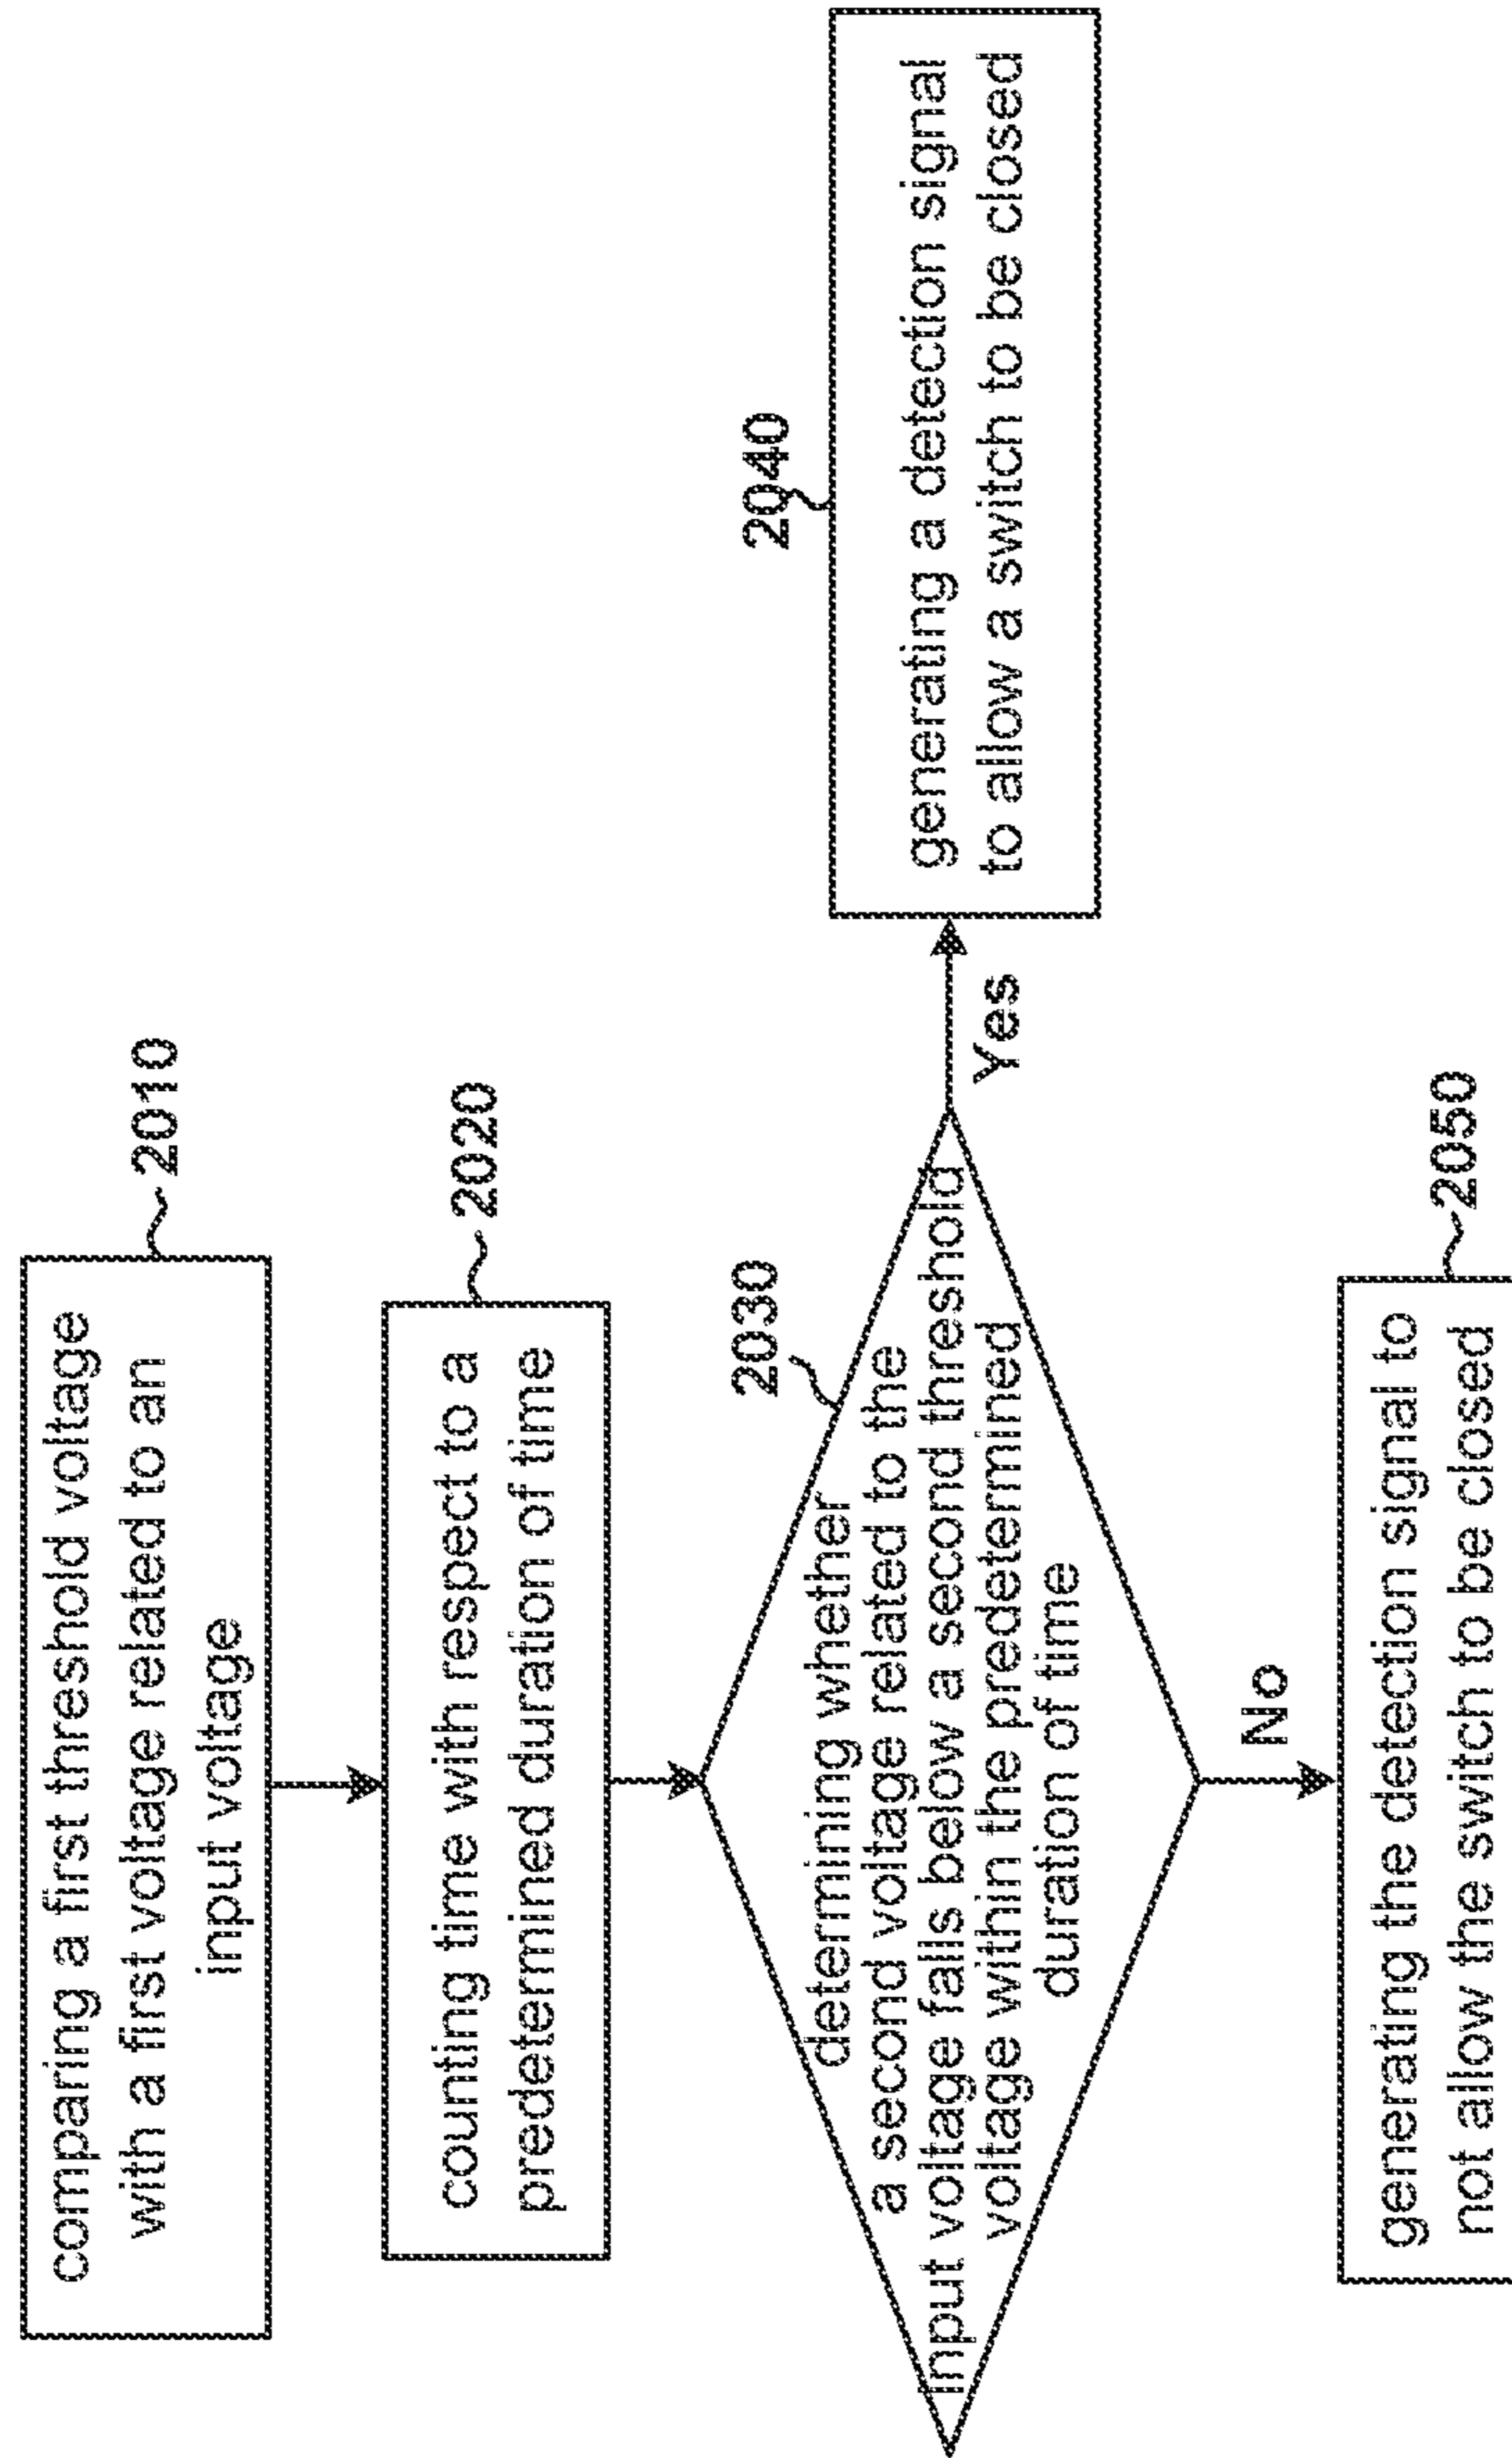 comparing a first threshold voltage
with a first voltage related to an
input voltage
2010
counting time with respect to a
predetermined duration of time
2020
2030
determining whether
a second voltage related to the
input voltage falls below a second threshold
voltage within the predetermined
duration of time
Yes
2040
generating a detection signal
to allow a switch to be closed
No
2050
generating the detection signal to
not allow the switch to be closed